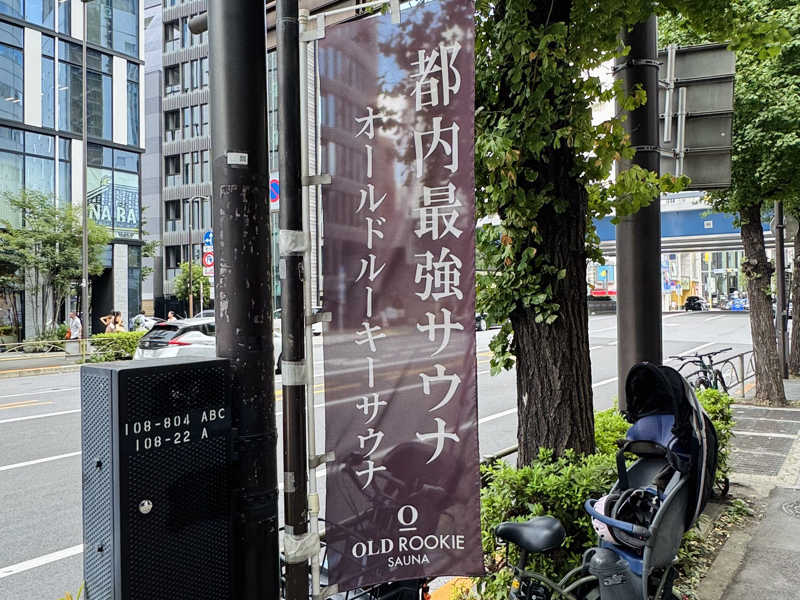 都内最強サウナ
オールドルーキーサウナ
OLD ROOKIE
SAUNA
108-804 ABC
108-22 A
NARA